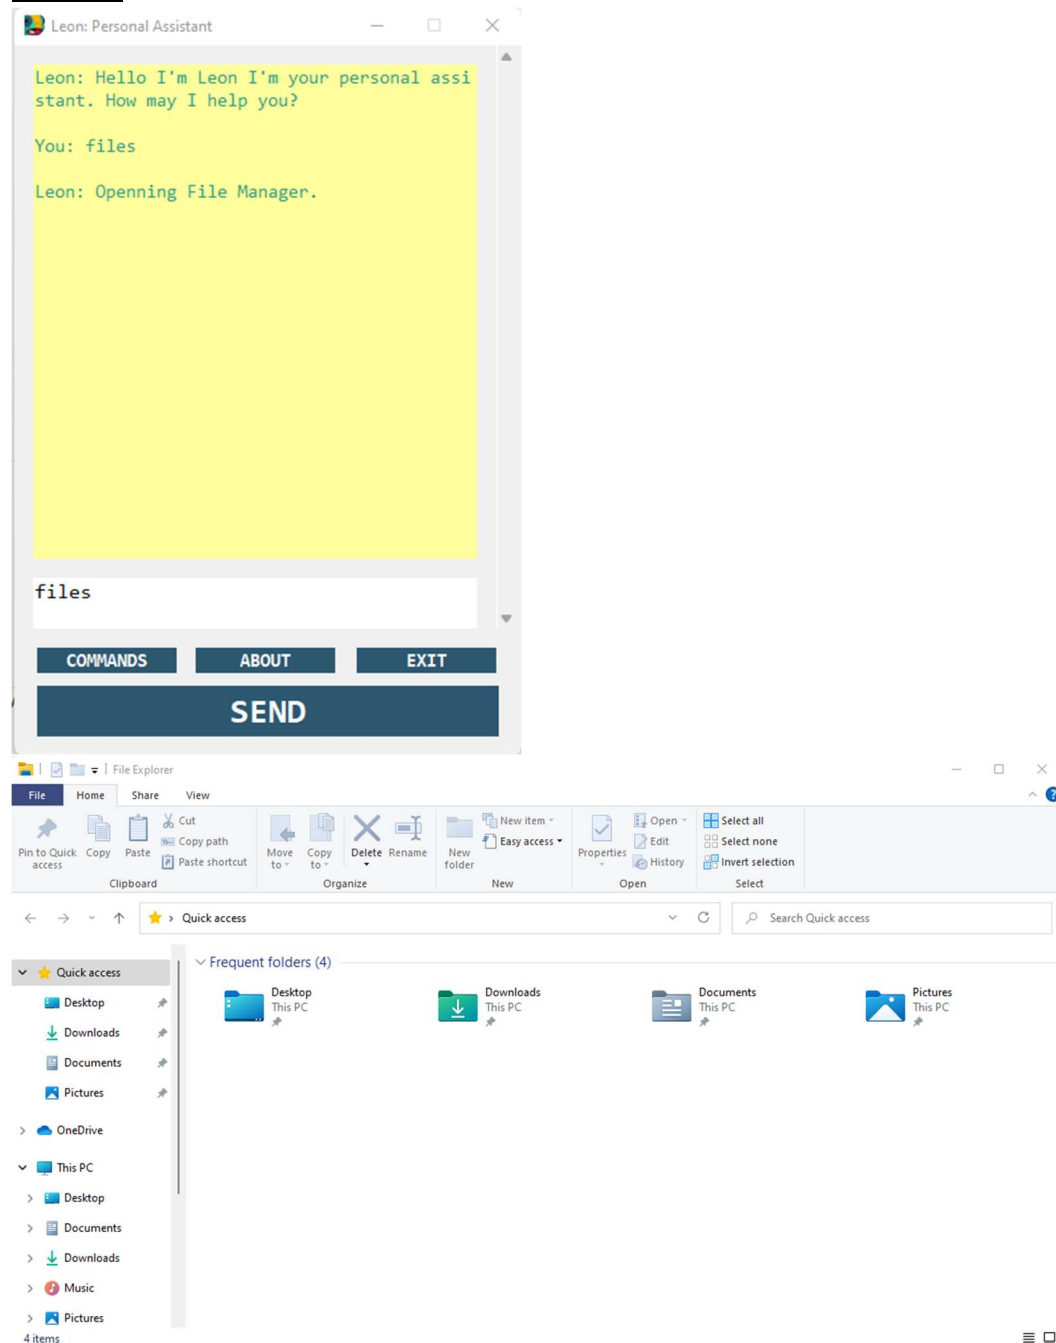 Leon: Personal Assistant
Leon: Hello I'm Leon I'm your personal assi
stant. How may I help you?
You: files
Leon: Openning File Manager.
files
COMMANDS ABOUT EXIT
SEND
File Explorer
File Home Share View
Pin to Quick
access
Copy
Paste
Cut
Copy path
Paste shortcut
Clipboard
Move
to
Copy
to
Delete
Rename
Organize
New
folder
New item
Easy access
New
Properties
Open
Edit
History
Open
Select all
Select none
Invert selection
Select
Quick access
Search Quick access
Quick access
Desktop
Downloads
Documents
Pictures
OneDrive
This PC
Desktop
Documents
Downloads
Music
Pictures
Frequent folders (4)
Desktop
This PC
Downloads
This PC
Documents
This PC
Pictures
This PC
4 items